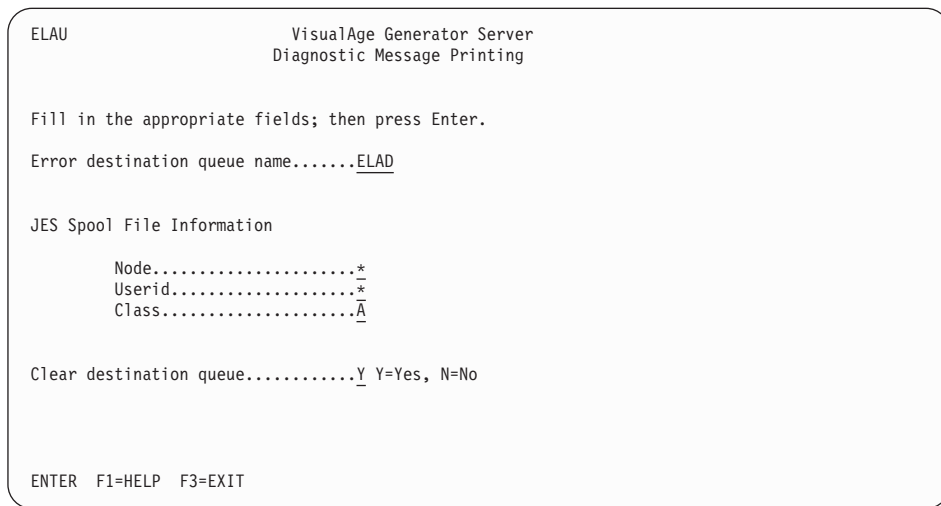 ELAU VisualAge Generator Server
Diagnostic Message Printing
Fill in the appropriate fields; then press Enter.
Error destination queue name.......ELAD
JES Spool File Information
Node......................*
Userid....................*
Class.....................A
Clear destination queue............Y Y=Yes, N=No
ENTER F1=HELP F3=EXIT